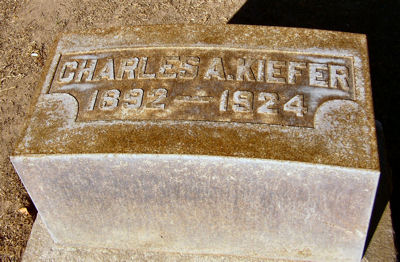 CHARLES A. KIEFER
1892 — 1924